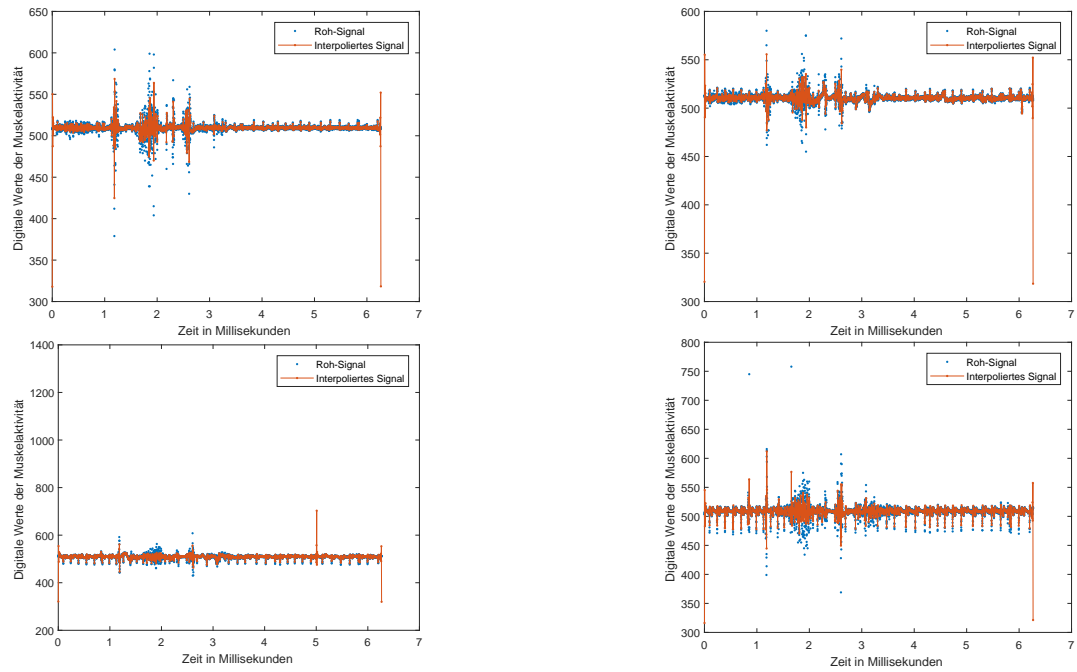 650
600
550
500
450
400
350
300
0 1 2 3 4 5 6 7
Digitale Werte der Muskelaktivität
Zeit in Millisekunden
Roh-Signal
Interpoliertes Signal
600
550
500
450
400
350
300
0 1 2 3 4 5 6 7
Digitale Werte der Muskelaktivität
Zeit in Millisekunden
Roh-Signal
Interpoliertes Signal
1400
1200
1000
800
600
400
200
0 1 2 3 4 5 6 7
Digitale Werte der Muskelaktivität
Zeit in Millisekunden
Roh-Signal
Interpoliertes Signal
800
750
700
650
600
550
500
450
400
350
300
0 1 2 3 4 5 6 7
Digitale Werte der Muskelaktivität
Zeit in Millisekunden
Roh-Signal
Interpoliertes Signal